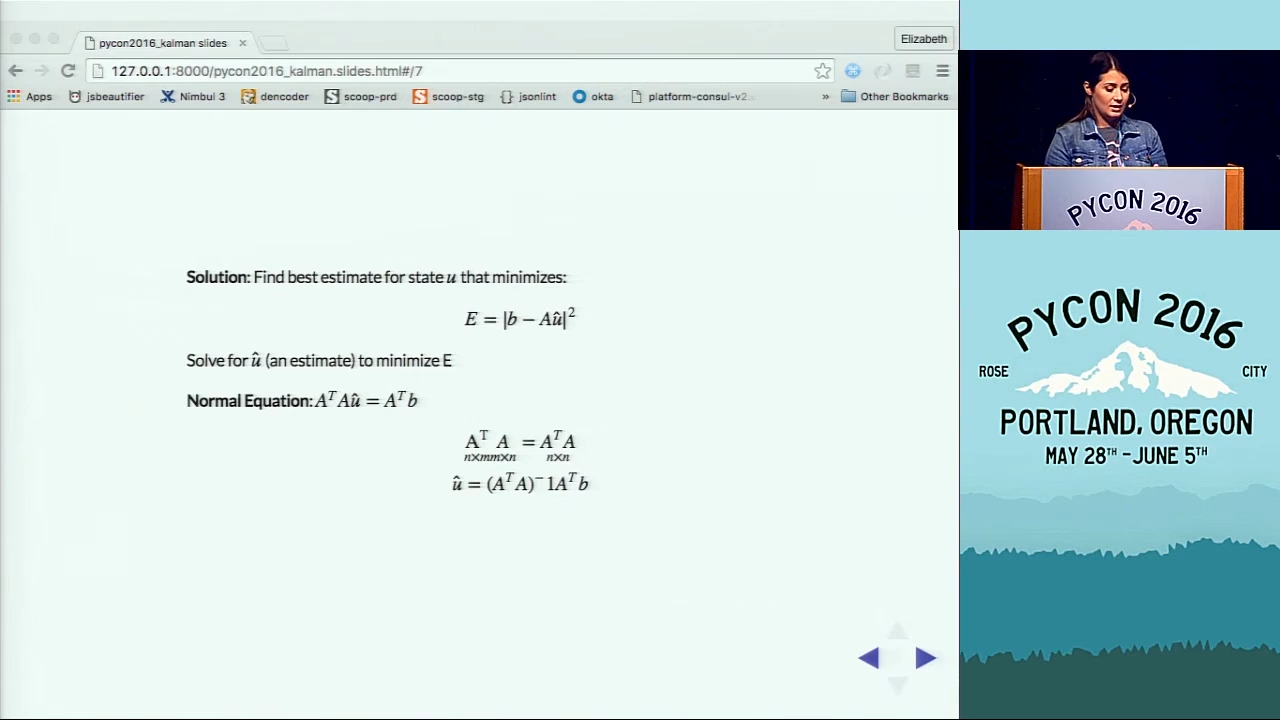 pycon2016_kalman slides
Elizabeth
127.0.0.1:8000/pycon2016_kalman.slides.html#/7
Apps jsbeautifier Nimbul 3 dencoder scoop-prd scoop-stg jsonlint okta platform-consul-v2 » Other Bookmarks
PYCON 2016
Solution: Find best estimate for state u that minimizes:
E = |b − Aû|²
Solve for û (an estimate) to minimize E
Normal Equation: AᵀAû = Aᵀb
Aᵀ A = AᵀA
n×mm×n n×n
û = (AᵀA)⁻1Aᵀb
PYCON 2016
ROSE CITY
PORTLAND, OREGON
MAY 28TH - JUNE 5TH